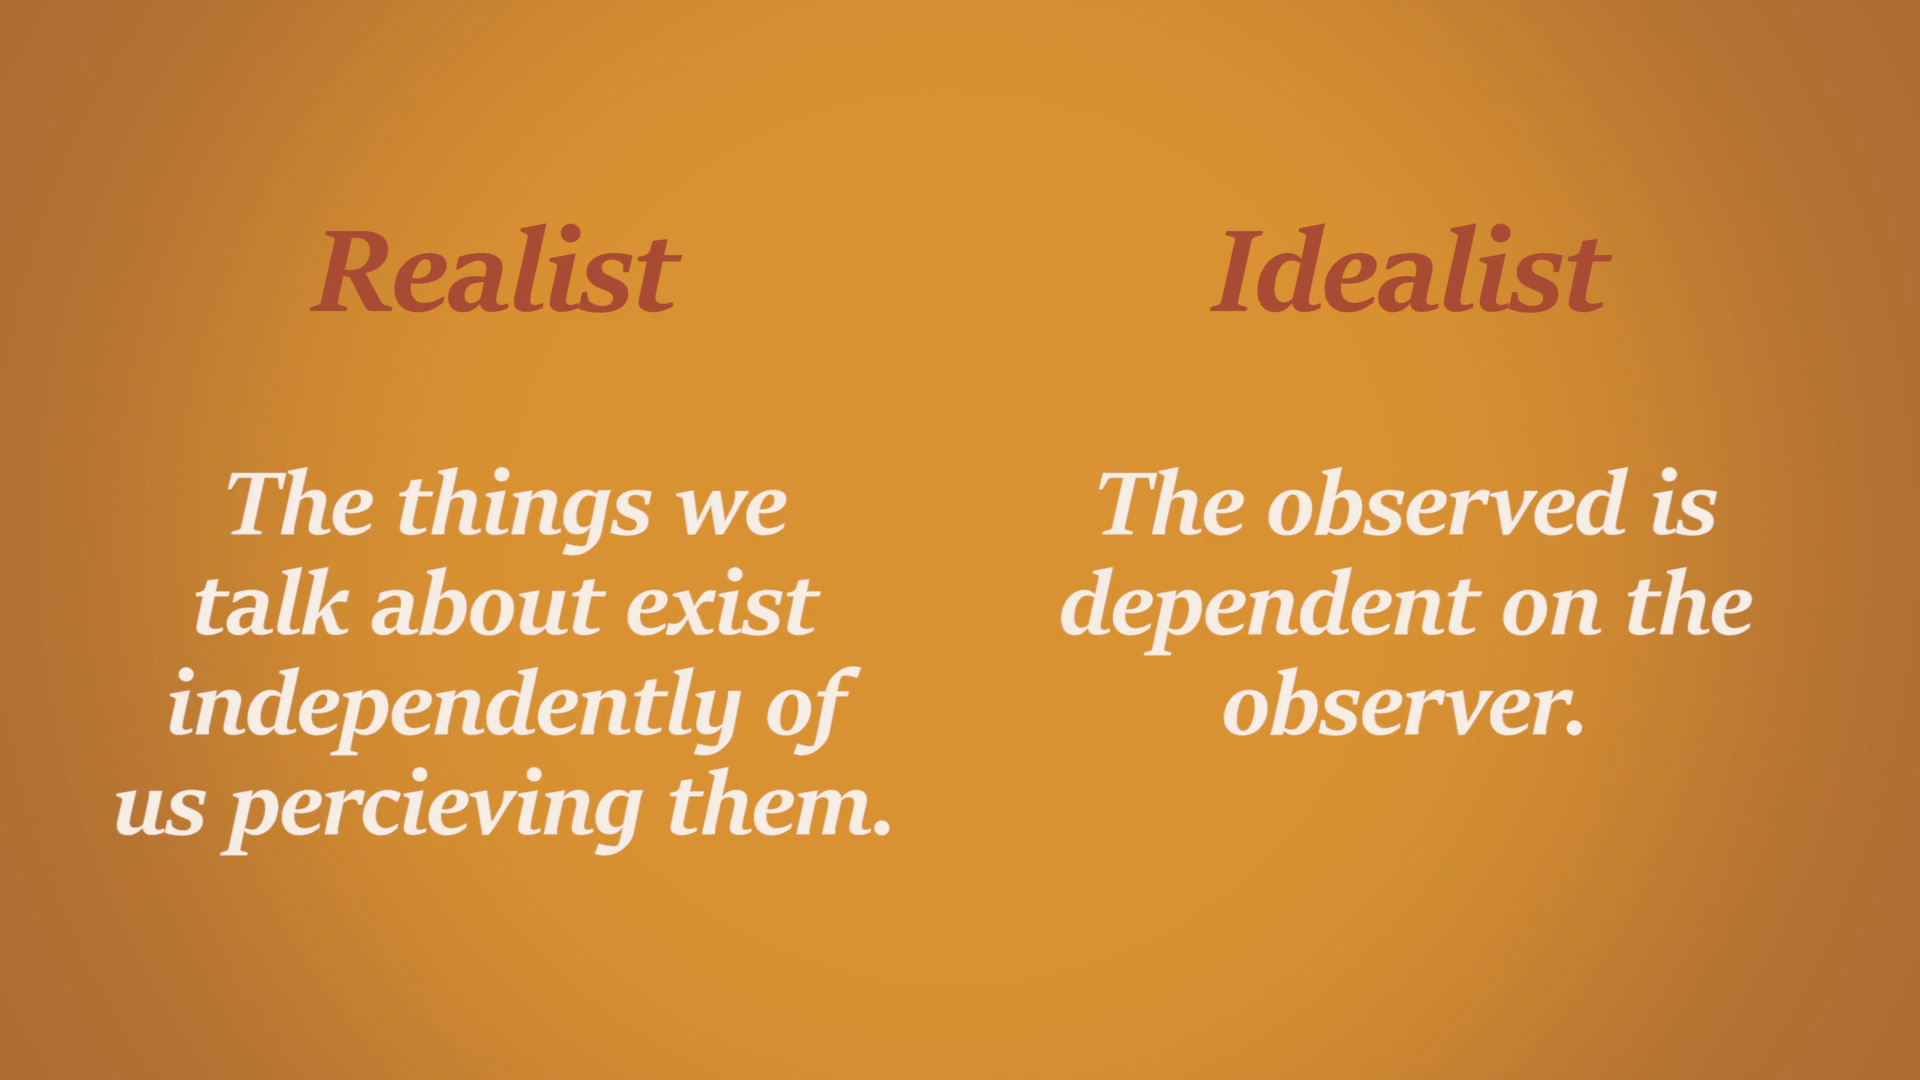 Realist
The things we
talk about exist
independently of
us percieving them.
Idealist
The observed is
dependent on the
observer.